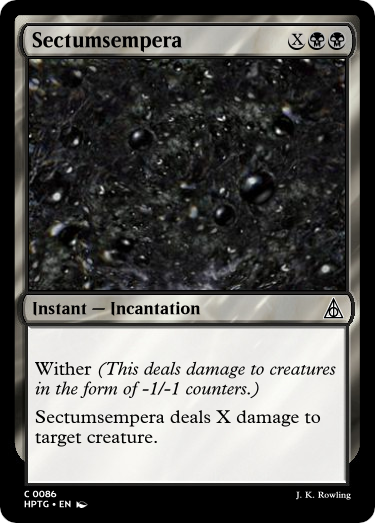 Sectumsempera X
Instant — Incantation
Wither (This deals damage to creatures
in the form of -1/-1 counters.)
Sectumsempera deals X damage to
target creature.
C 0086
HPTG • EN J. K. Rowling